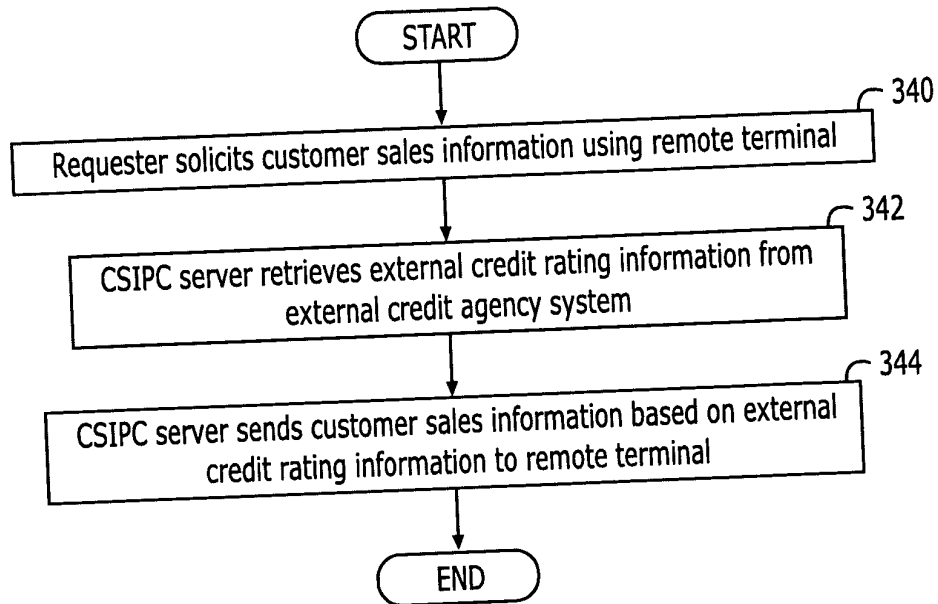 START
340
Requester solicits customer sales information using remote terminal
342
CSIPC server retrieves external credit rating information from
external credit agency system
344
CSIPC server sends customer sales information based on external
credit rating information to remote terminal
END